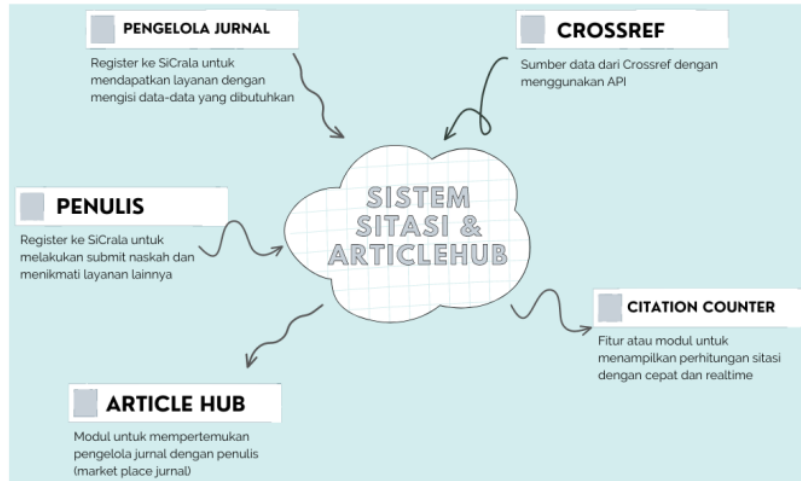 PENGELOLA JURNAL
Register ke SiCrala untuk
mendapatkan layanan dengan
mengisi data-data yang dibutuhkan
CROSSREF
Sumber data dari Crossref dengan
menggunakan API
SISTEM
SITASI &
ARTICLEHUB
PENULIS
Register ke SiCrala untuk
melakukan submit naskah dan
menikmati layanan lainnya
CITATION COUNTER
Fitur atau modul untuk
menampilkan perhitungan sitasi
dengan cepat dan realtime
ARTICLE HUB
Modul untuk mempertemukan
pengelola jurnal dengan penulis
(market place jurnal)